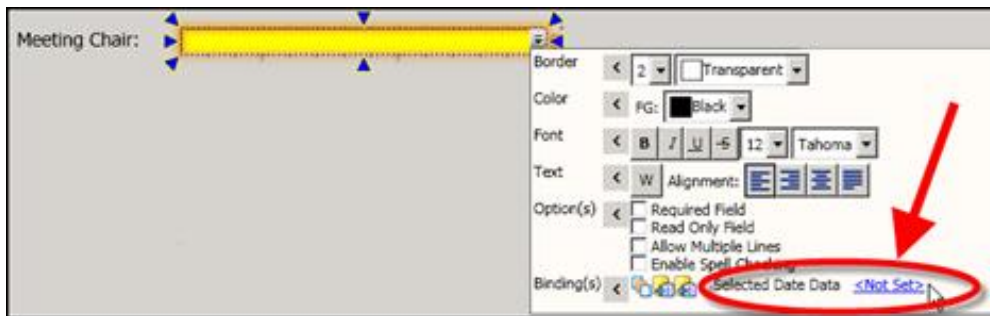 Meeting Chair:
Border 2 Transparent
Color FG: Black
Font B I U S 12 Tahoma
Text W Alignment:
Option(s) Required Field
Read Only Field
Allow Multiple Lines
Enable Spell Checking
Binding(s) Selected Date Data <Not Set>